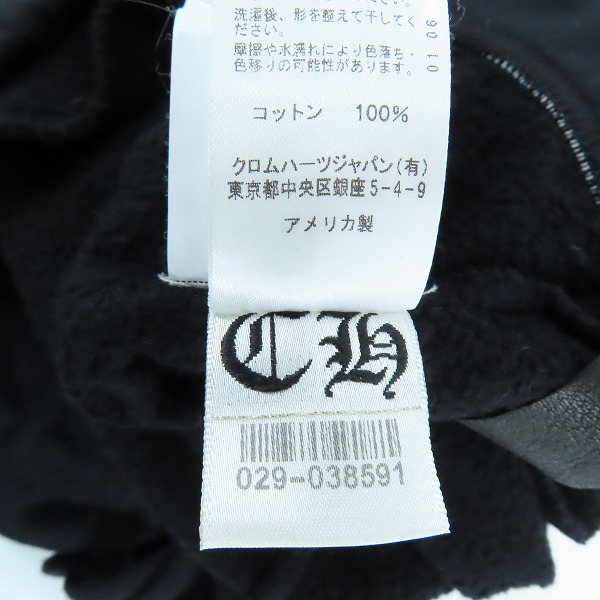 洗濯後、形を整えて干してく
ださい。
摩擦や水濡れにより色落ち・
色移りの可能性があります。
0106
コットン 100%
クロムハーツジャパン(有)
東京都中央区銀座5-4-9
アメリカ製
CH
029-038591